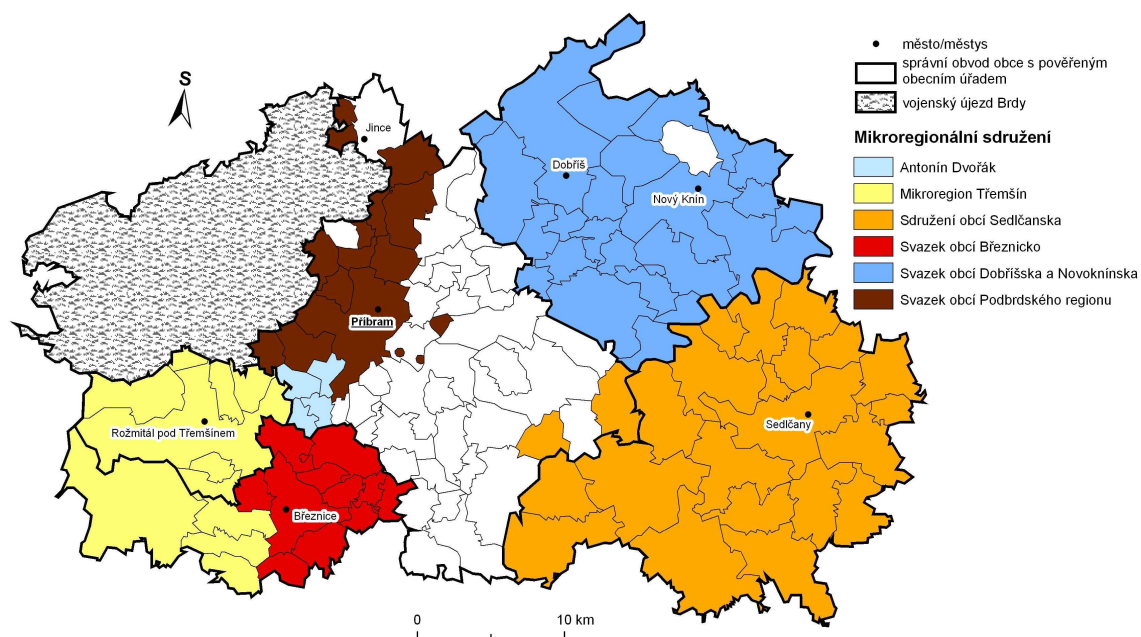 město/městys
správní obvod obce s pověřeným
obecním úřadem
vojenský újezd Brdy
Mikroregionální sdružení
Antonín Dvořák
Mikroregion Třemšín
Sdružení obcí Sedlčanska
Svazek obcí Březnicko
Svazek obcí Dobříšska a Novoknínska
Svazek obcí Podbrdského regionu
S
Jince
Dobříš
Nový Knín
Příbram
Sedlčany
Rožmitál pod Třemšínem
Březnice
0 10 km